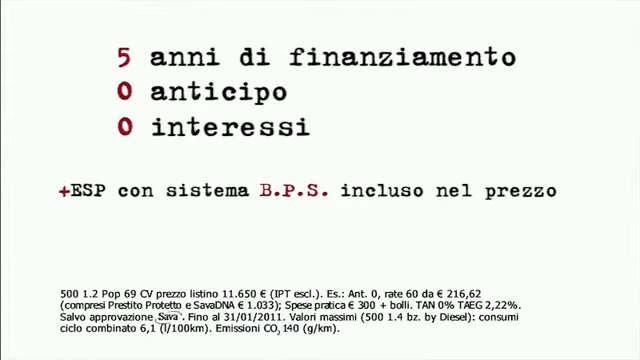 5 anni di finanziamento
0 anticipo
0 interessi
+ESP con sistema B.P.S. incluso nel prezzo
500 1.2 Pop 69 CV prezzo listino 11.650 € (IPT escl.). Es.: Ant. 0, rate 60 da € 216,62
(compresi Prestito Protetto e SavaDNA € 1.033); Spese pratica € 300 + bolli. TAN 0% TAEG 2,22%.
Salvo approvazione Sava. Fino al 31/01/2011. Valori massimi (500 1.4 bz. by Diesel): consumi
ciclo combinato 6,1 (l/100km). Emissioni CO2 140 (g/km).